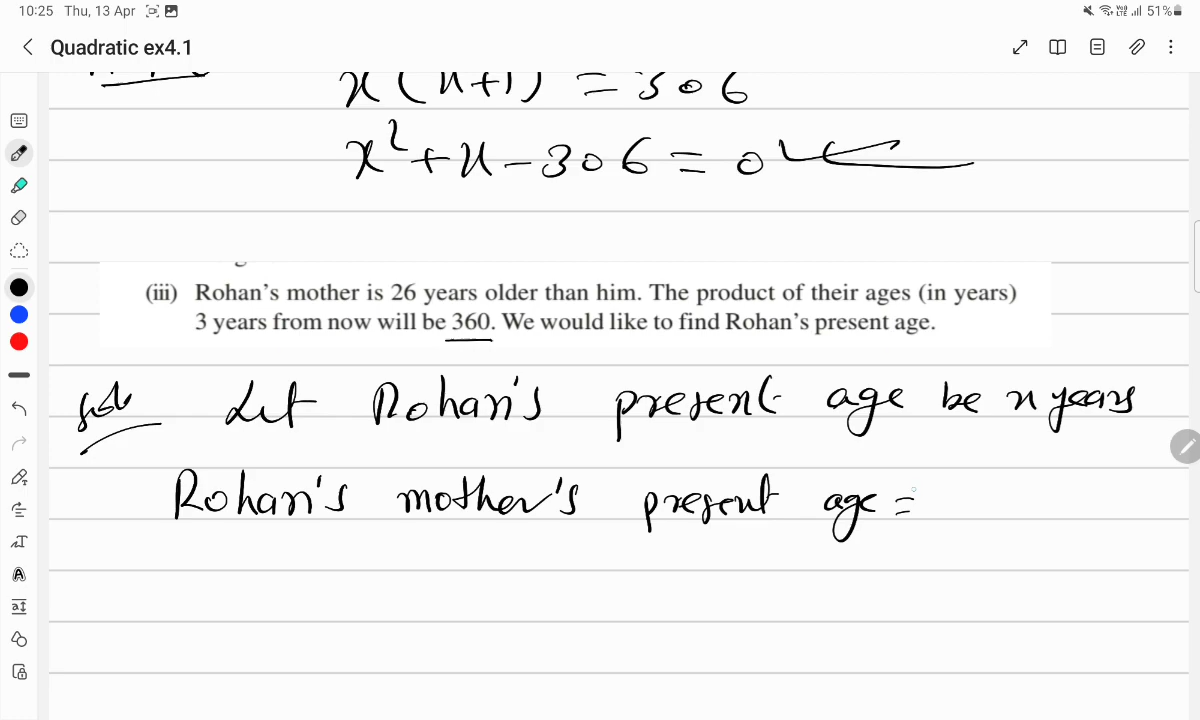 10:25 Thu, 13 Apr 51%
Quadratic ex4.1
x(x+1) = 306
x² + x - 306 = 0
(iii) Rohan's mother is 26 years older than him. The product of their ages (in years)
3 years from now will be 360. We would like to find Rohan's present age.
Sol Let Rohan's present age be x years
Rohan's mother's present age =